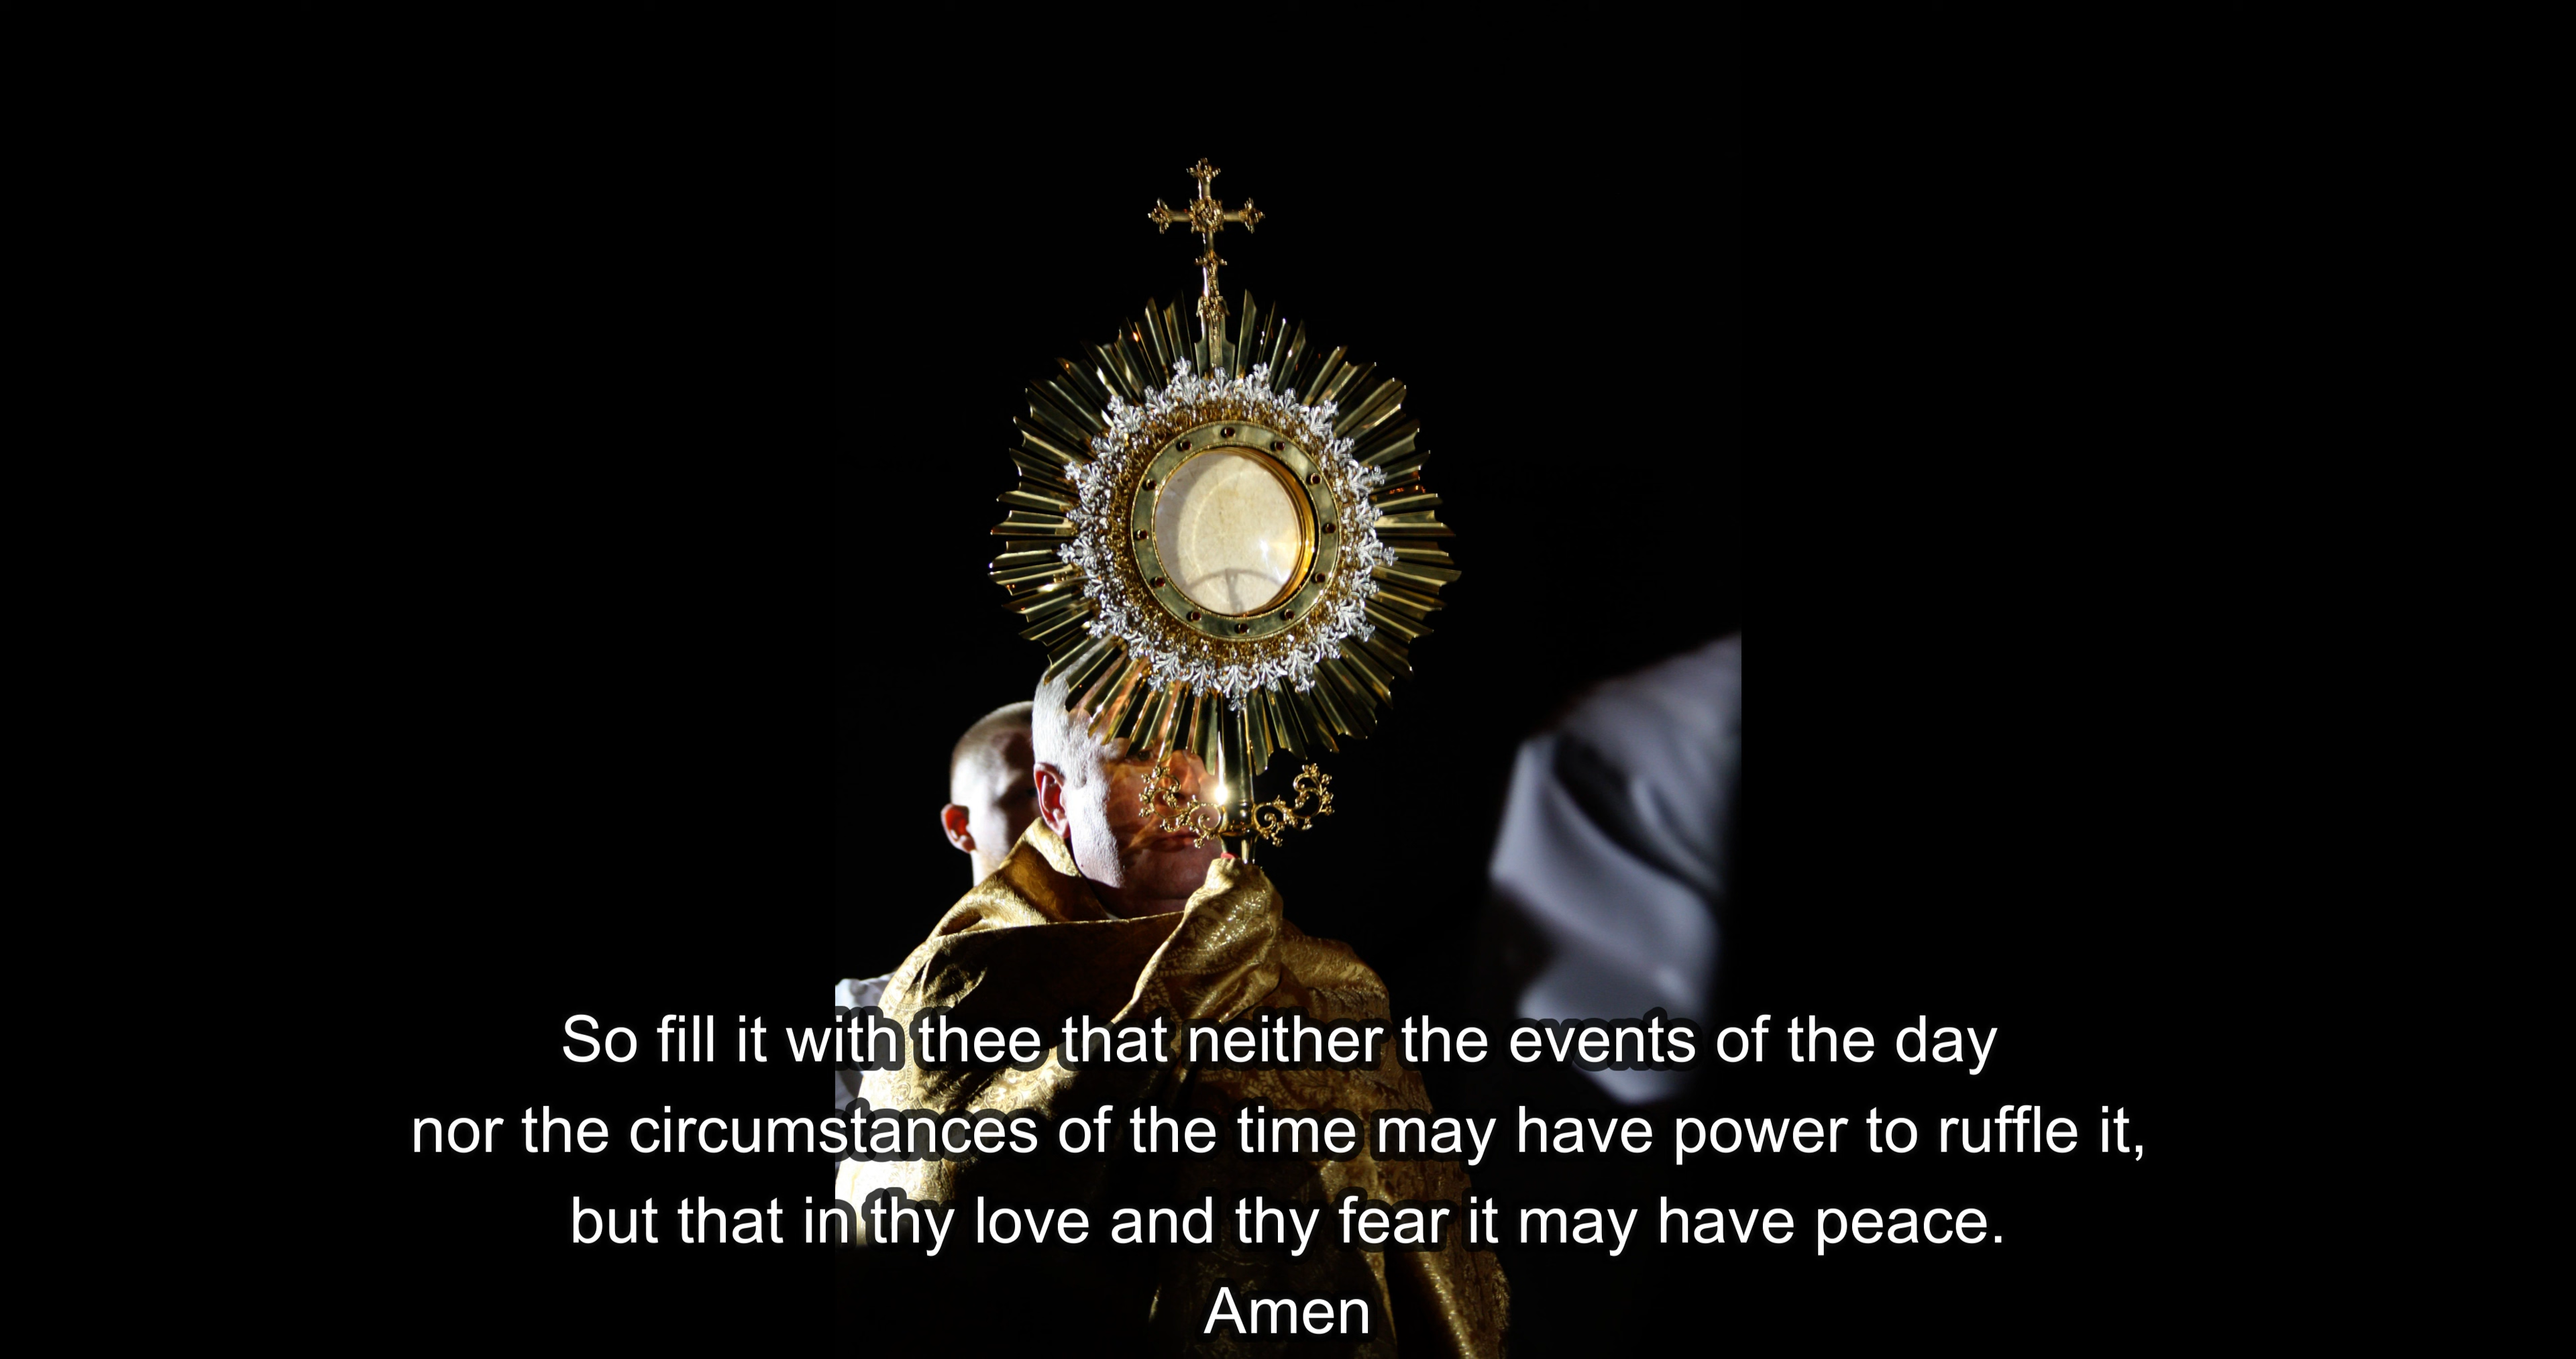 So fill it with thee that neither the events of the day
nor the circumstances of the time may have power to ruffle it,
but that in thy love and thy fear it may have peace.
Amen